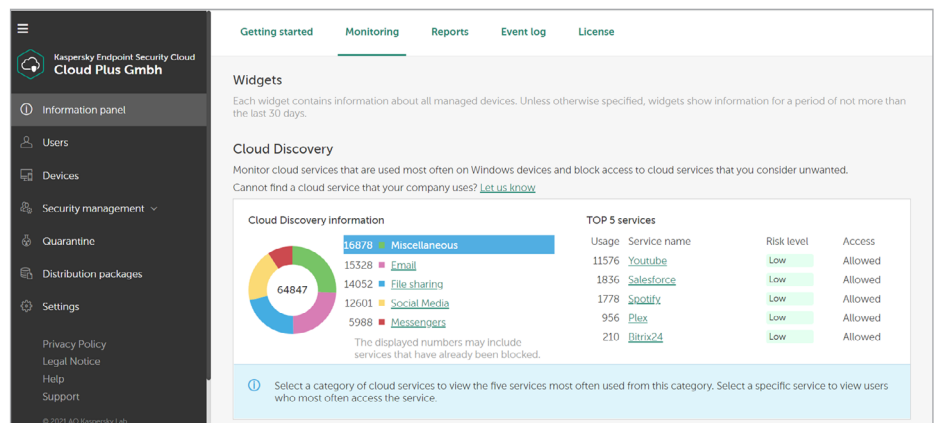 Kaspersky Endpoint Security Cloud
Cloud Plus Gmbh
Information panel
Users
Devices
Security management
Quarantine
Distribution packages
Settings
Privacy Policy
Legal Notice
Help
Support
© 2021 AO Kaspersky Lab
Getting started Monitoring Reports Event log License
Widgets
Each widget contains information about all managed devices. Unless otherwise specified, widgets show information for a period of not more than
the last 30 days.
Cloud Discovery
Monitor cloud services that are used most often on Windows devices and block access to cloud services that you consider unwanted.
Cannot find a cloud service that your company uses? Let us know
Cloud Discovery information
64847
16878 Miscellaneous
15328 Email
14052 File sharing
12601 Social Media
5988 Messengers
The displayed numbers may include
services that have already been blocked.
TOP 5 services
Usage Service name Risk level Access
11576 Youtube Low Allowed
1836 Salesforce Low Allowed
1778 Spotify Low Allowed
956 Plex Low Allowed
210 Bitrix24 Low Allowed
Select a category of cloud services to view the five services most often used from this category. Select a specific service to view users
who most often access the service.